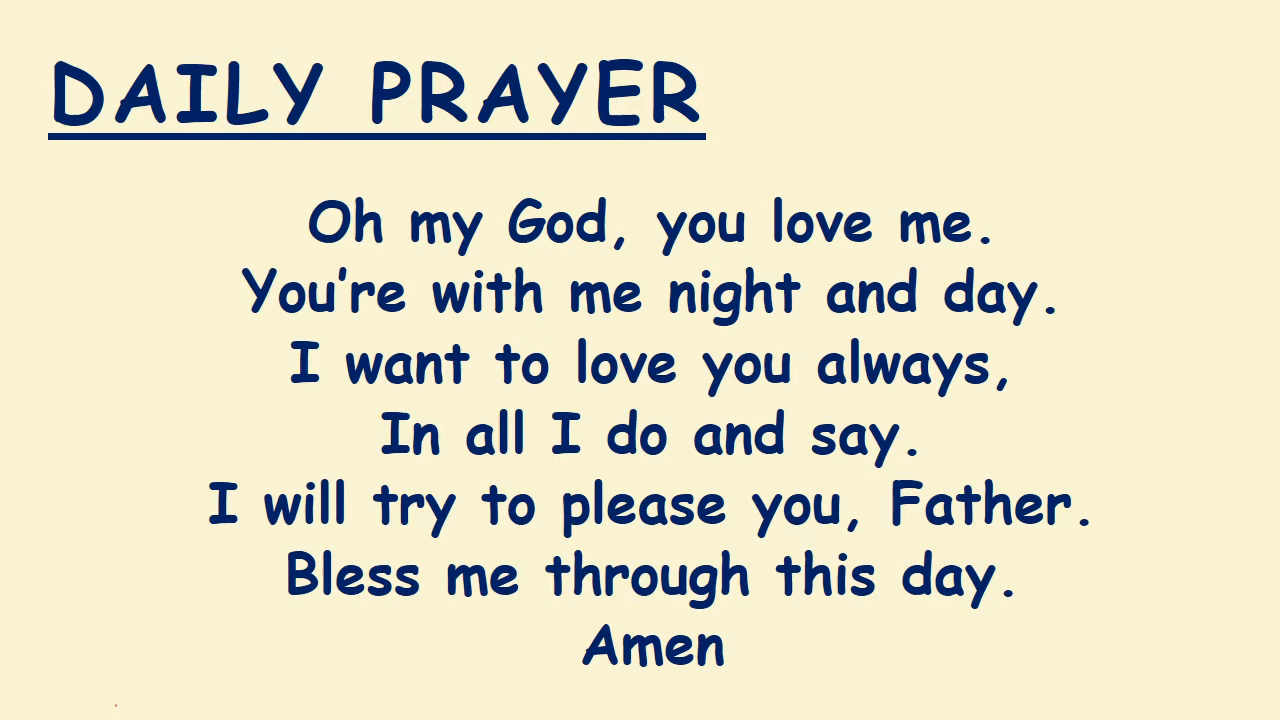 DAILY PRAYER
Oh my God, you love me.
You're with me night and day.
I want to love you always,
In all I do and say.
I will try to please you, Father.
Bless me through this day.
Amen